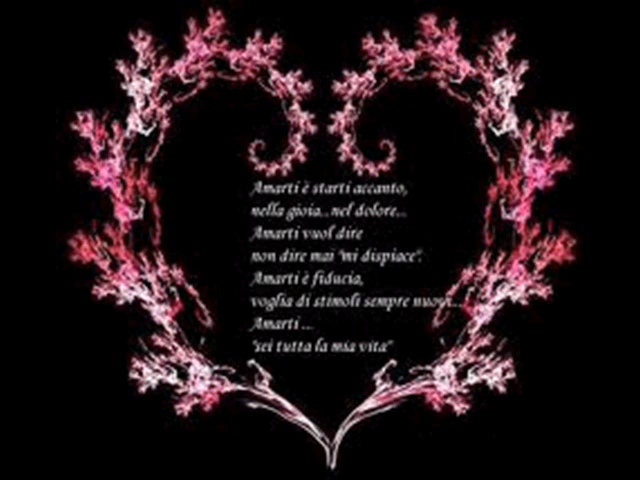 Amarti è starti accanto,
nella gioia... nel dolore...
Amarti vuol dire
non dire mai "mi dispiace".
Amarti è fiducia,
voglia di stimoli sempre nuovi...
Amarti ...
"sei tutta la mia vita"